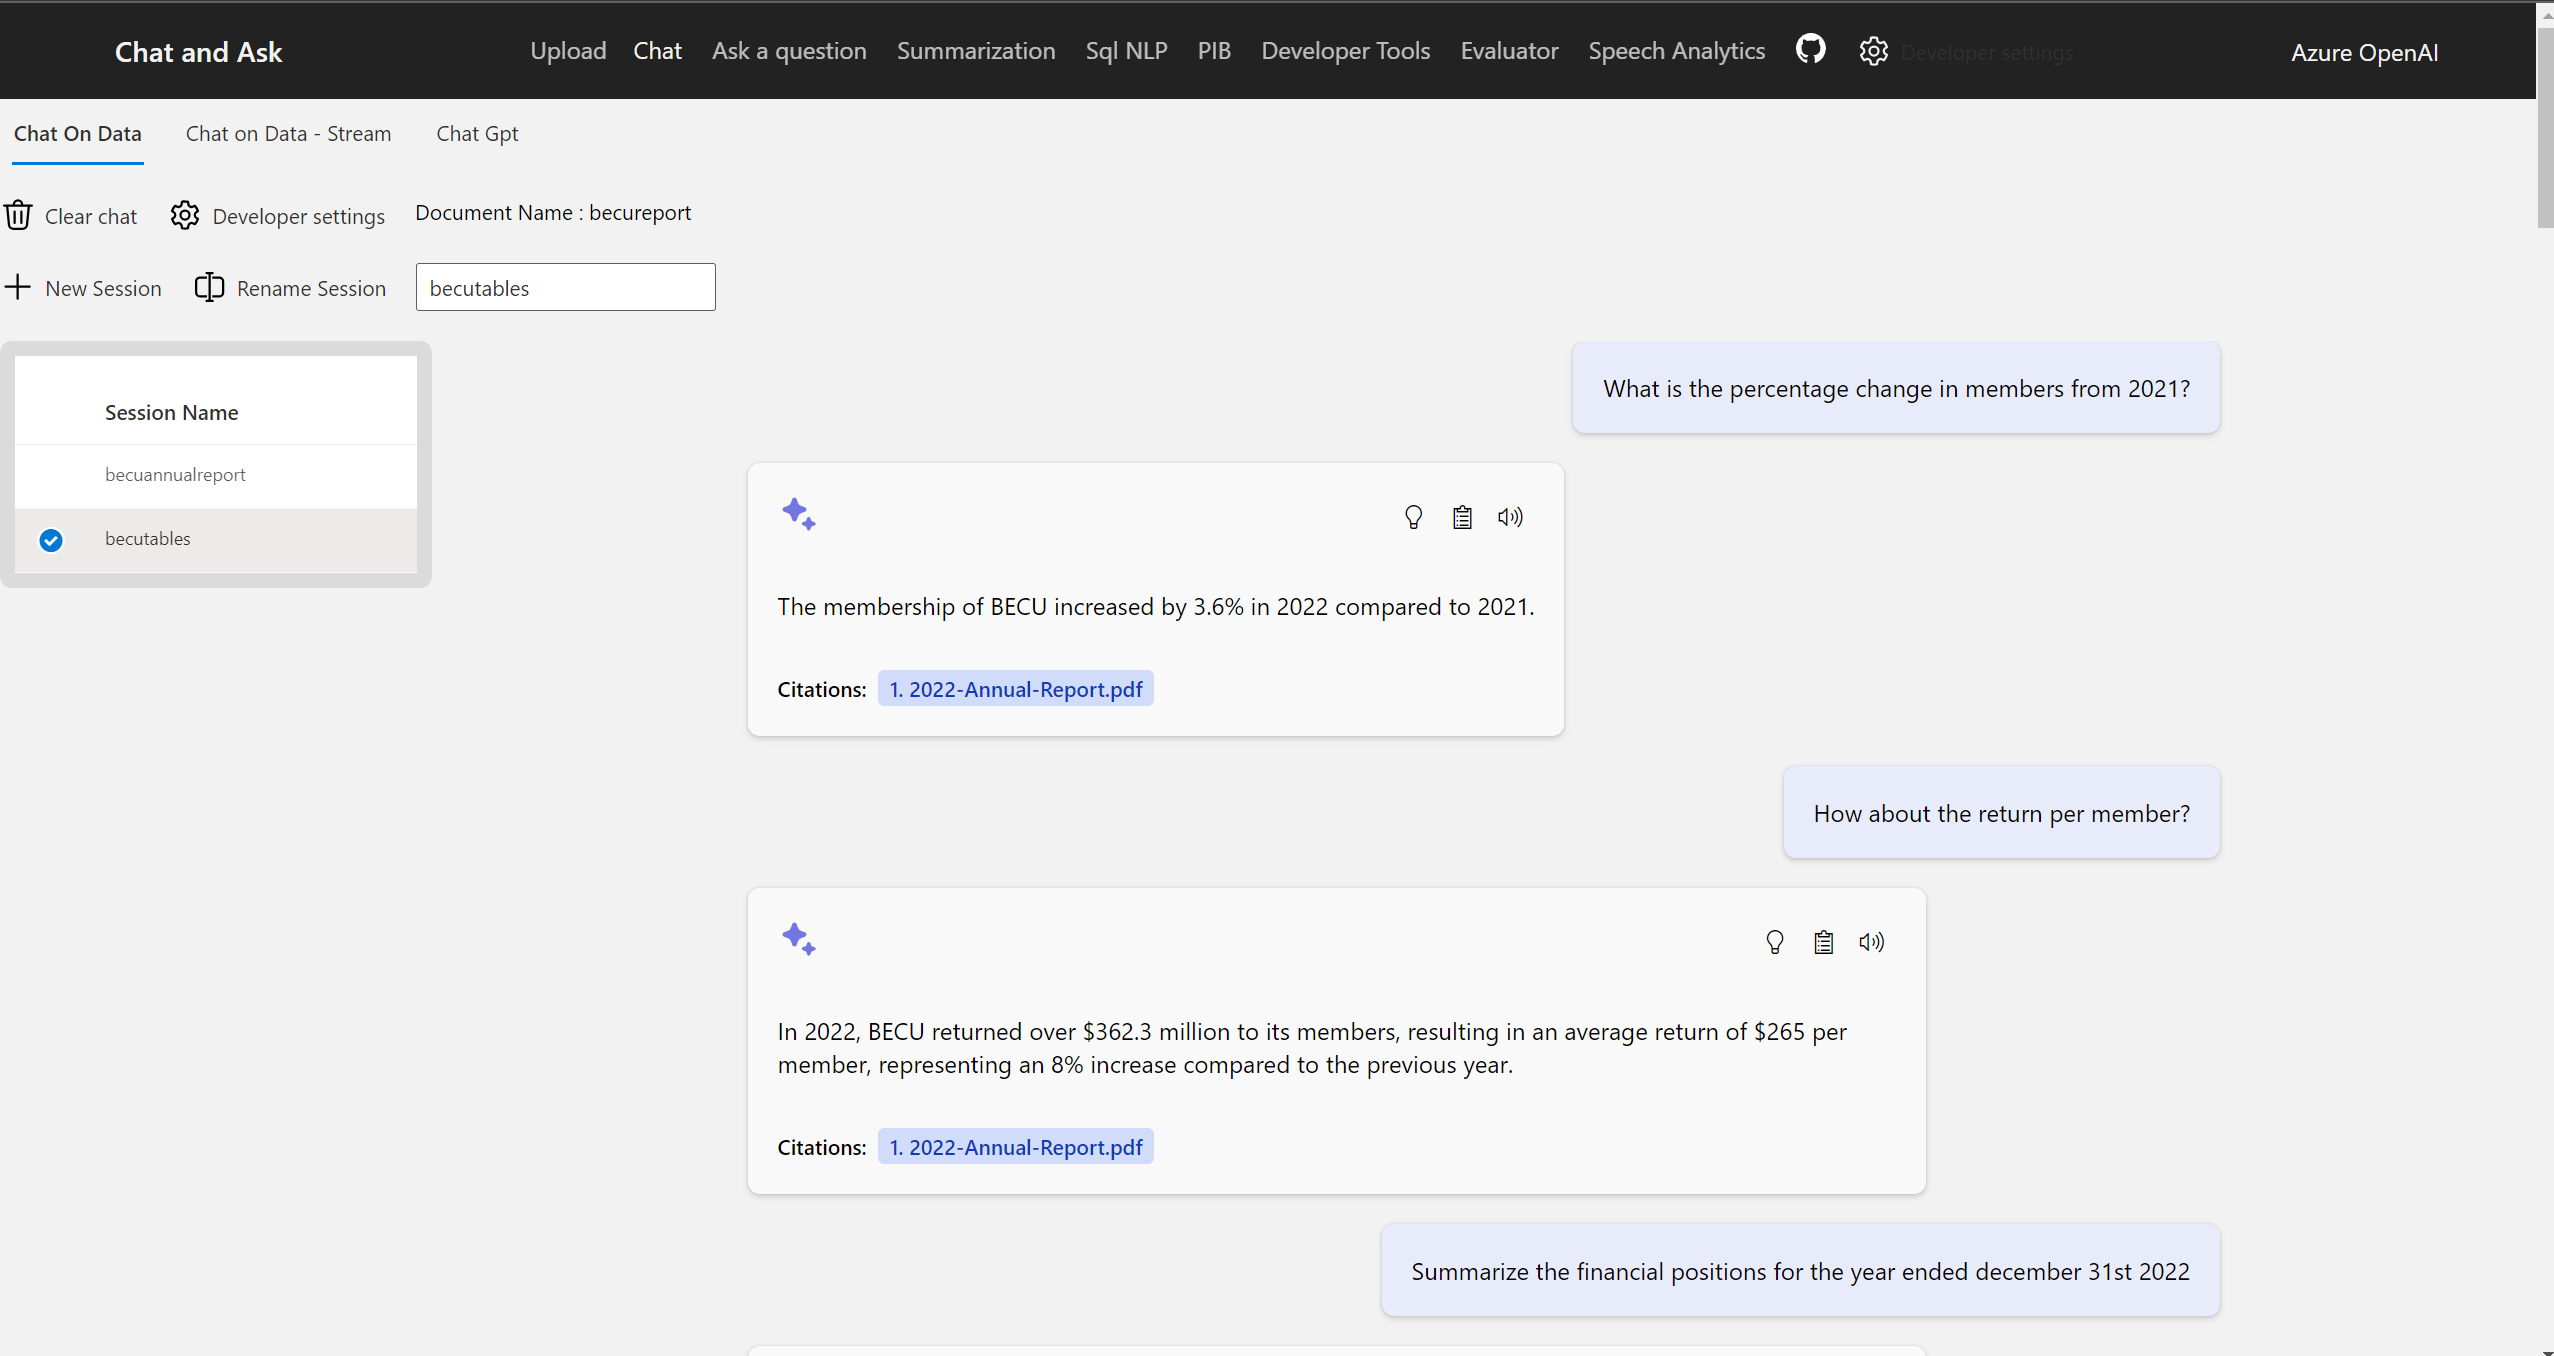 Chat and Ask
Upload
Chat
Ask a question
Summarization
Sql NLP
PIB
Developer Tools
Evaluator
Speech Analytics
Developer settings
Azure OpenAI
Chat On Data
Chat on Data - Stream
Chat Gpt
Clear chat
Developer settings
Document Name : becureport
New Session
Rename Session
becutables
Session Name
becuannualreport
becutables
What is the percentage change in members from 2021?
The membership of BECU increased by 3.6% in 2022 compared to 2021.
Citations: 1. 2022-Annual-Report.pdf
How about the return per member?
In 2022, BECU returned over $362.3 million to its members, resulting in an average return of $265 per
member, representing an 8% increase compared to the previous year.
Citations: 1. 2022-Annual-Report.pdf
Summarize the financial positions for the year ended december 31st 2022